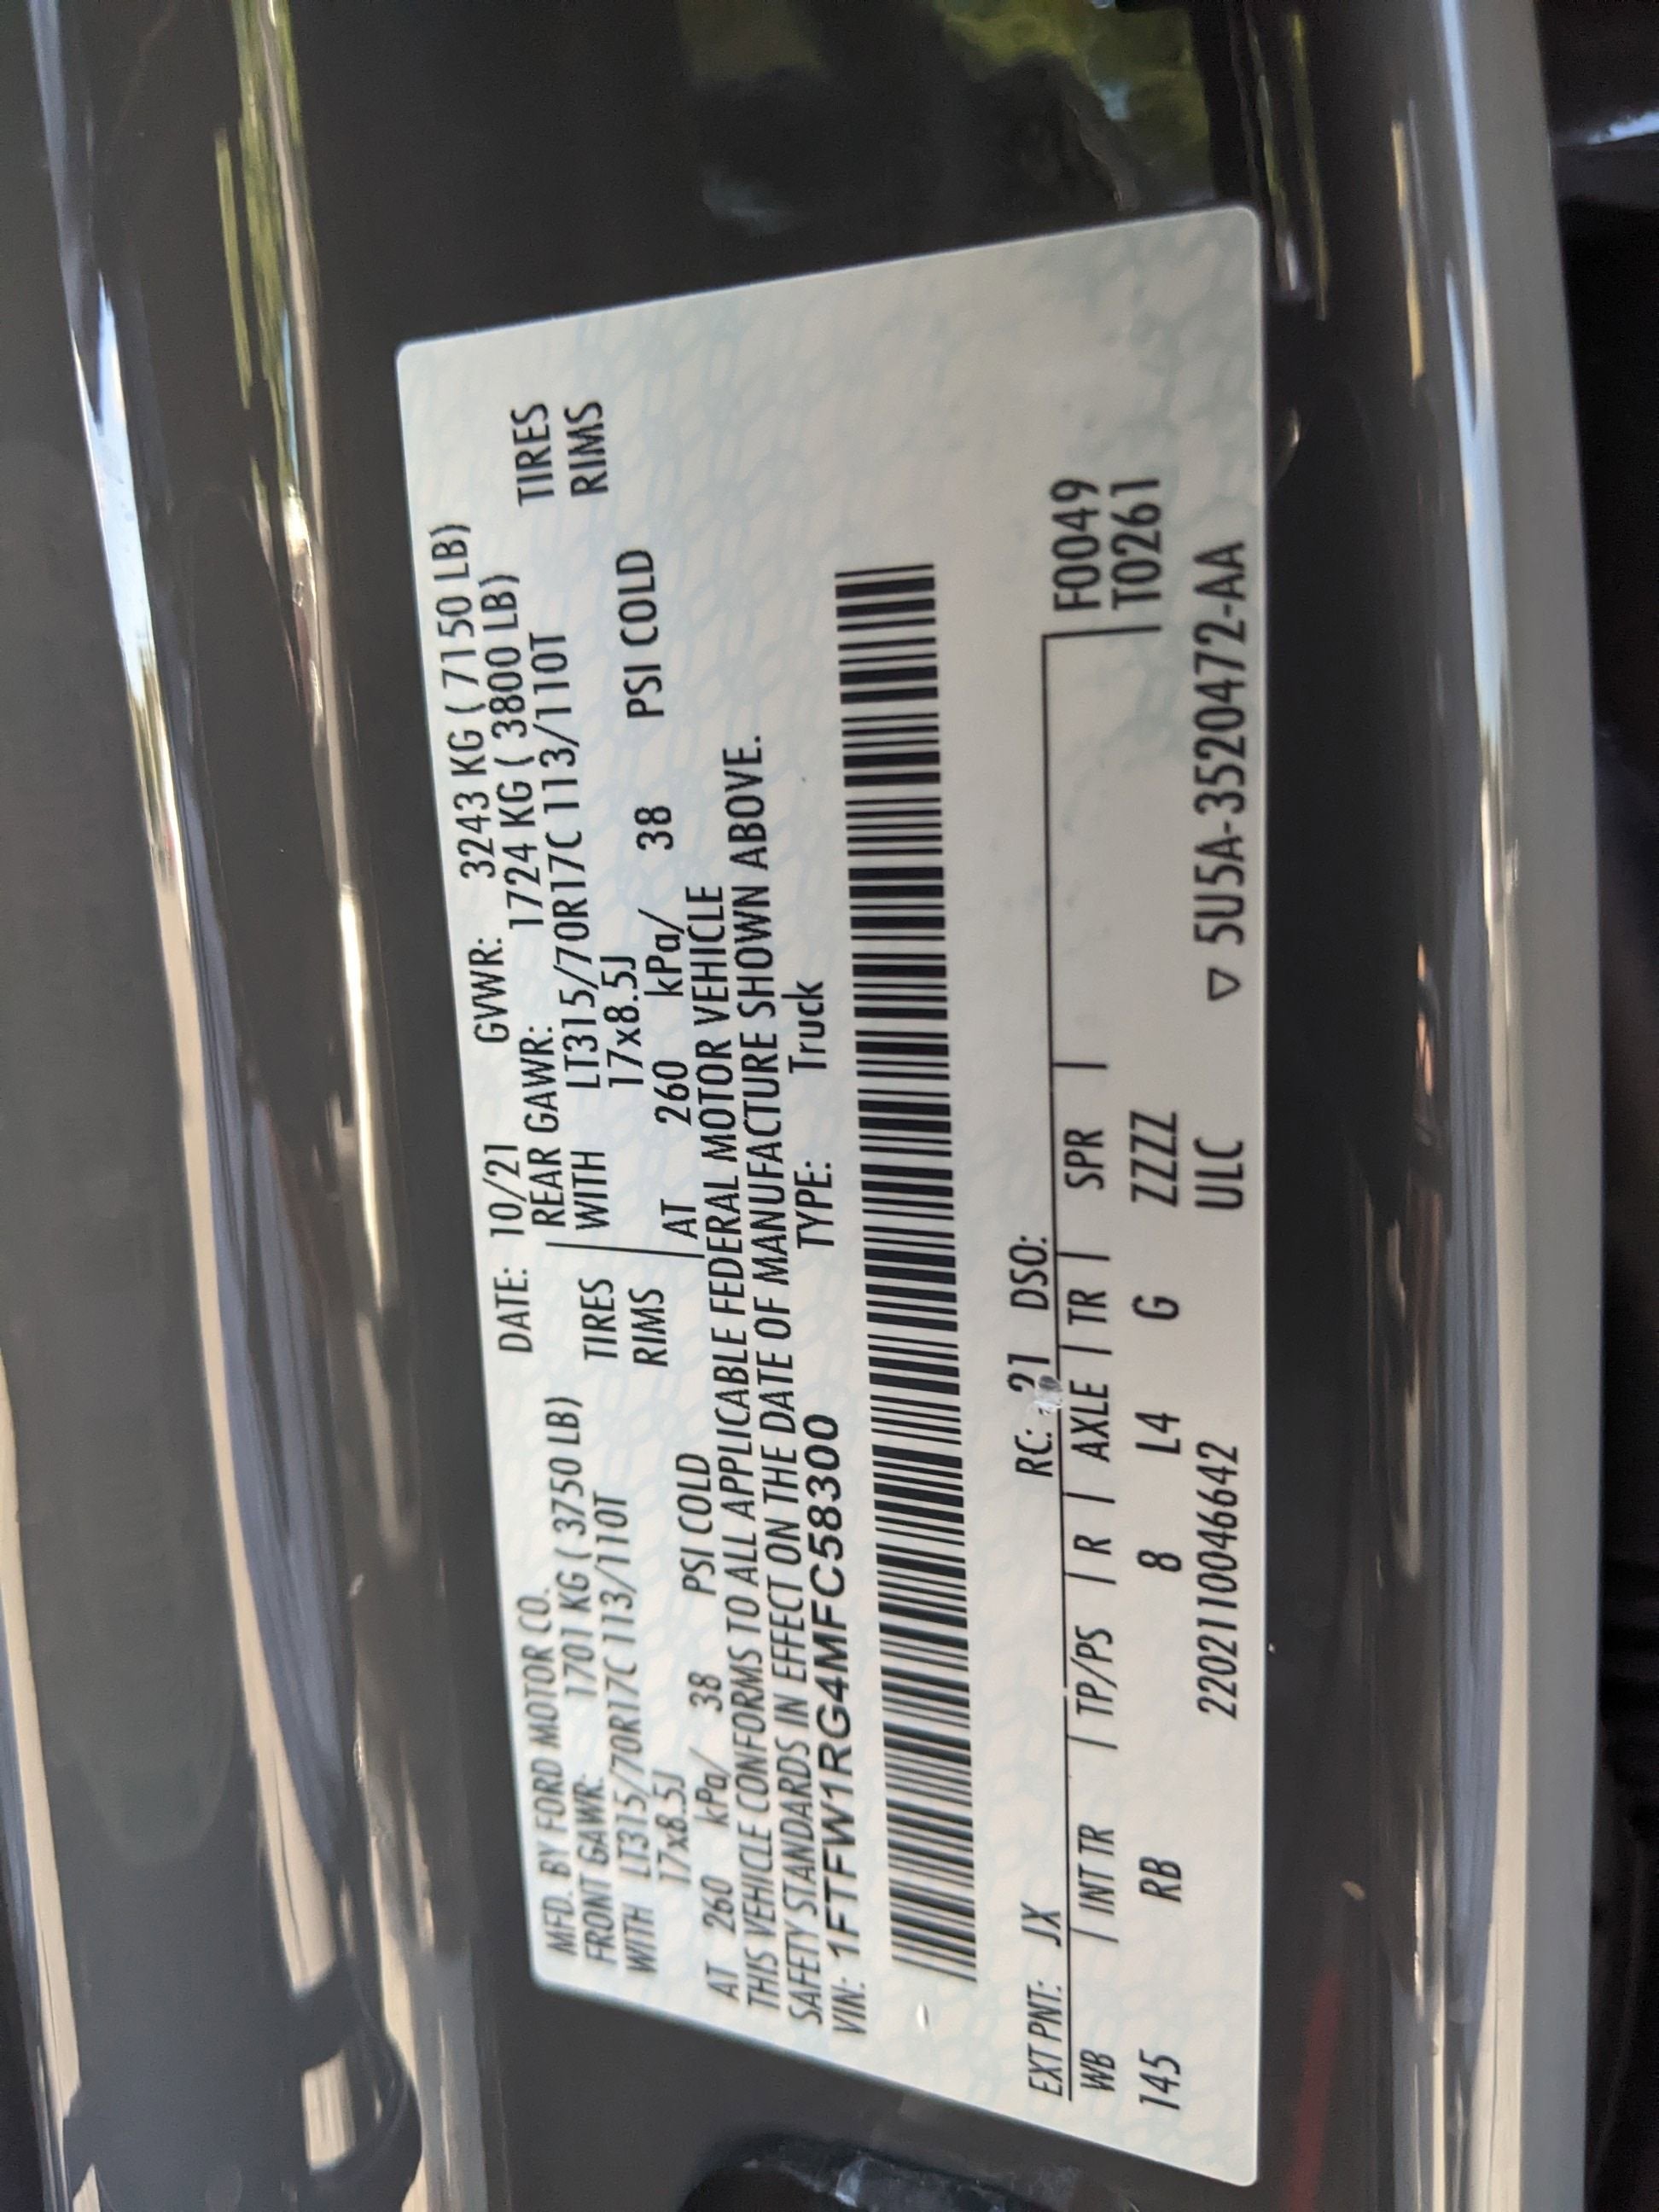 MFD. BY FORD MOTOR CO. DATE: 10/21 GVWR: 3243 KG ( 7150 LB)
FRONT GAWR: 1701 KG ( 3750 LB) REAR GAWR: 1724 KG ( 3800 LB)
WITH LT315/70R17C 113/110T TIRES WITH LT315/70R17C 113/110T TIRES
17x8.5J RIMS 17x8.5J RIMS
AT 260 kPa/ 38 PSI COLD AT 260 kPa/ 38 PSI COLD
THIS VEHICLE CONFORMS TO ALL APPLICABLE FEDERAL MOTOR VEHICLE
SAFETY STANDARDS IN EFFECT ON THE DATE OF MANUFACTURE SHOWN ABOVE.
VIN: 1FTFW1RG4MFC58300 TYPE: Truck
EXT PNT: JX RC: 21 DSO:
WB | INT TR | TP/PS | R | AXLE | TR | SPR | F0049
145 RB 8 L4 G ZZZZ T0261
2202110046642 ULC ▽ 5U5A-3520472-AA